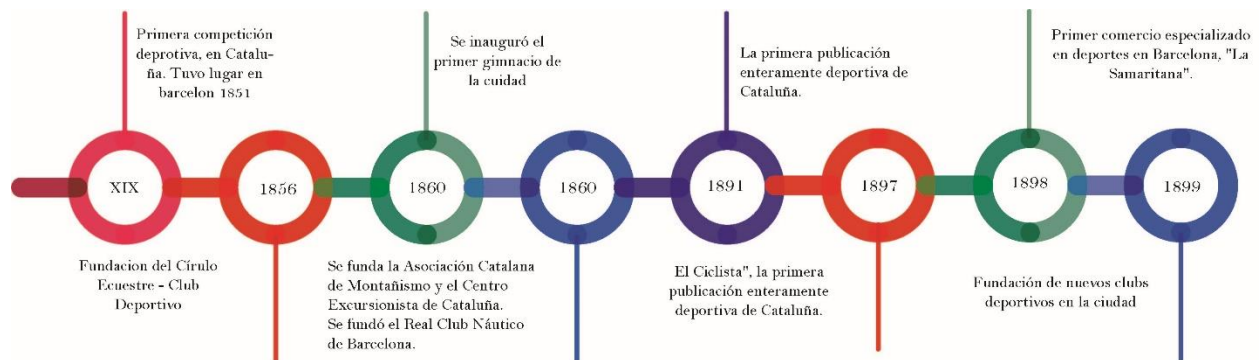 Primera competición
deprotiva, en Catalu-
ña. Tuvo lugar en
barcelon 1851
Se inauguró el
primer gimnacio de
la cuidad
La primera publicación
enteramente deportiva de
Cataluña.
Primer comercio especializado
en deportes en Barcelona, "La
Samaritana".
XIX
1856
1860
1860
1891
1897
1898
1899
Fundacion del Círulo
Ecuestre - Club
Deportivo
Se funda la Asociación Catalana
de Montañismo y el Centro
Excursionista de Cataluña.
Se fundó el Real Club Náutico
de Barcelona.
El Ciclista", la primera
publicación enteramente
deportiva de Cataluña.
Fundación de nuevos clubs
deportivos en la ciudad